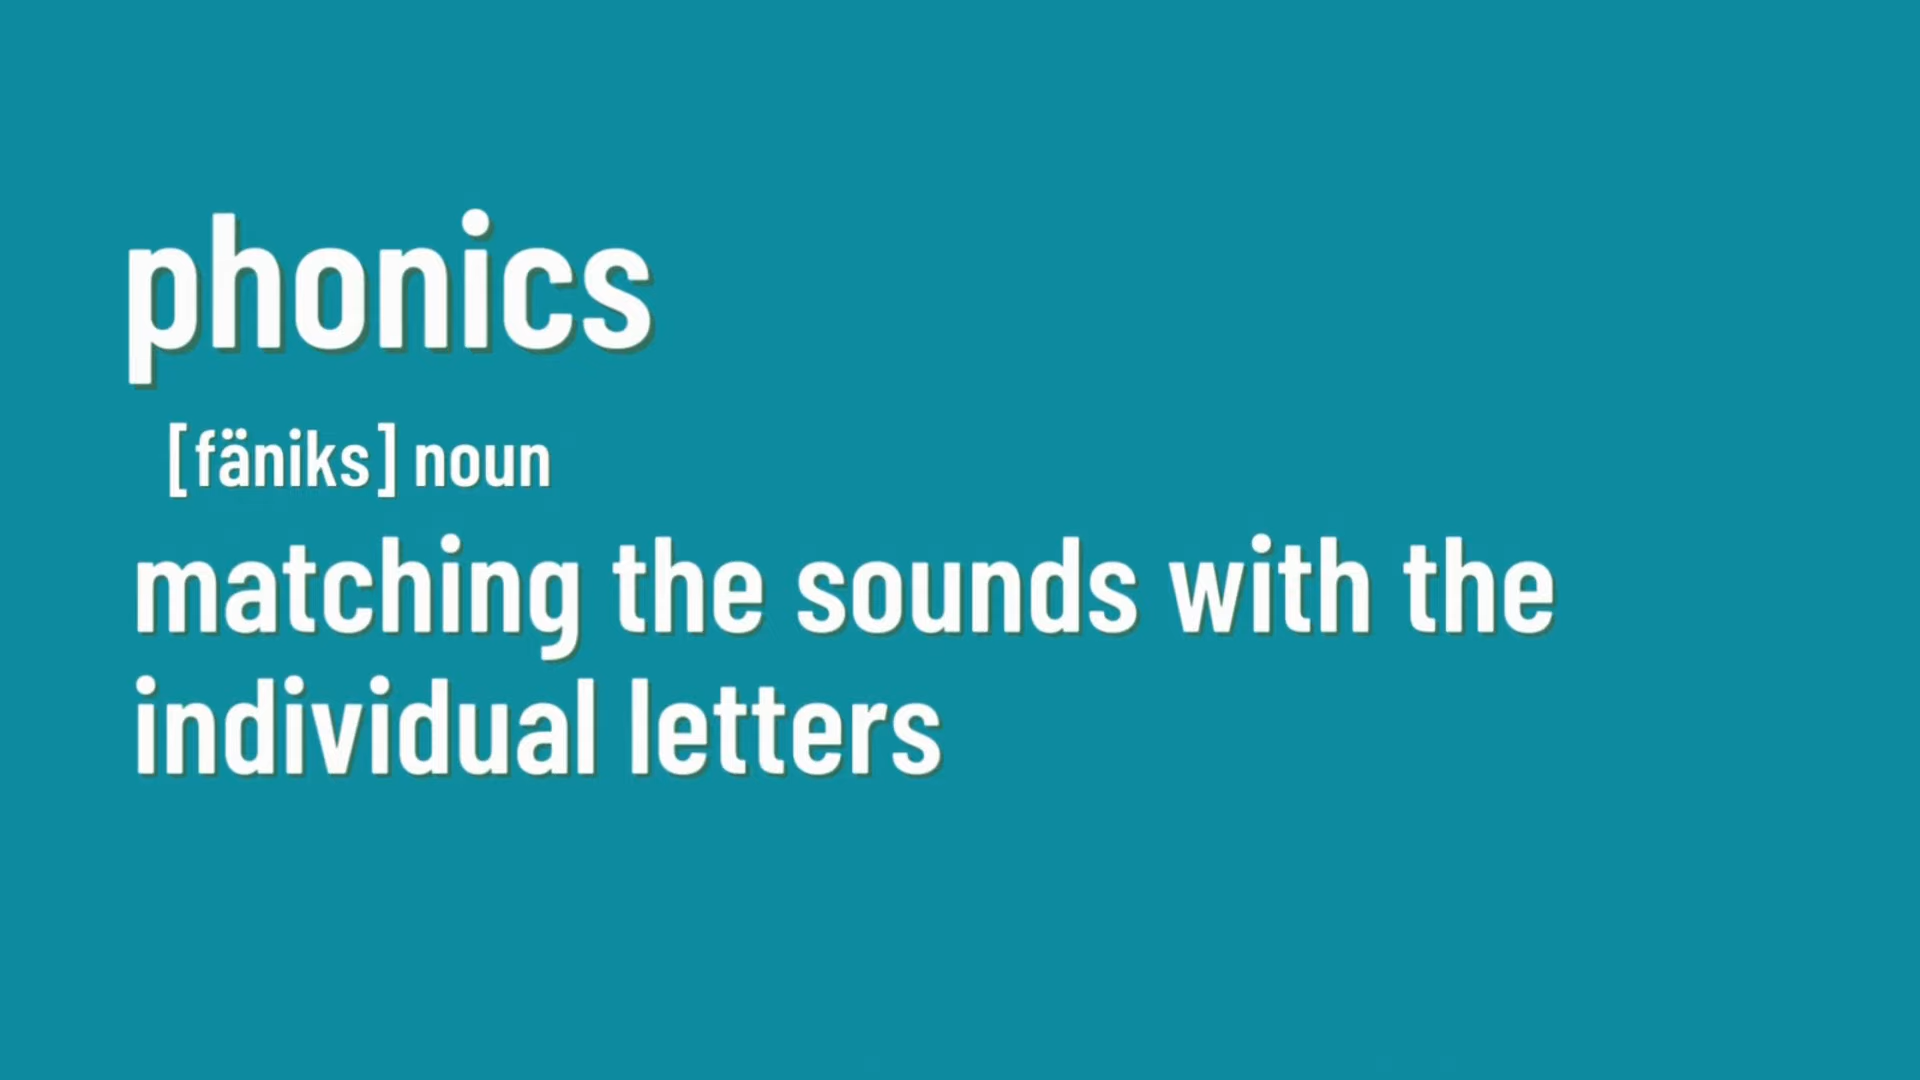 phonics
[fäniks] noun
matching the sounds with the
individual letters